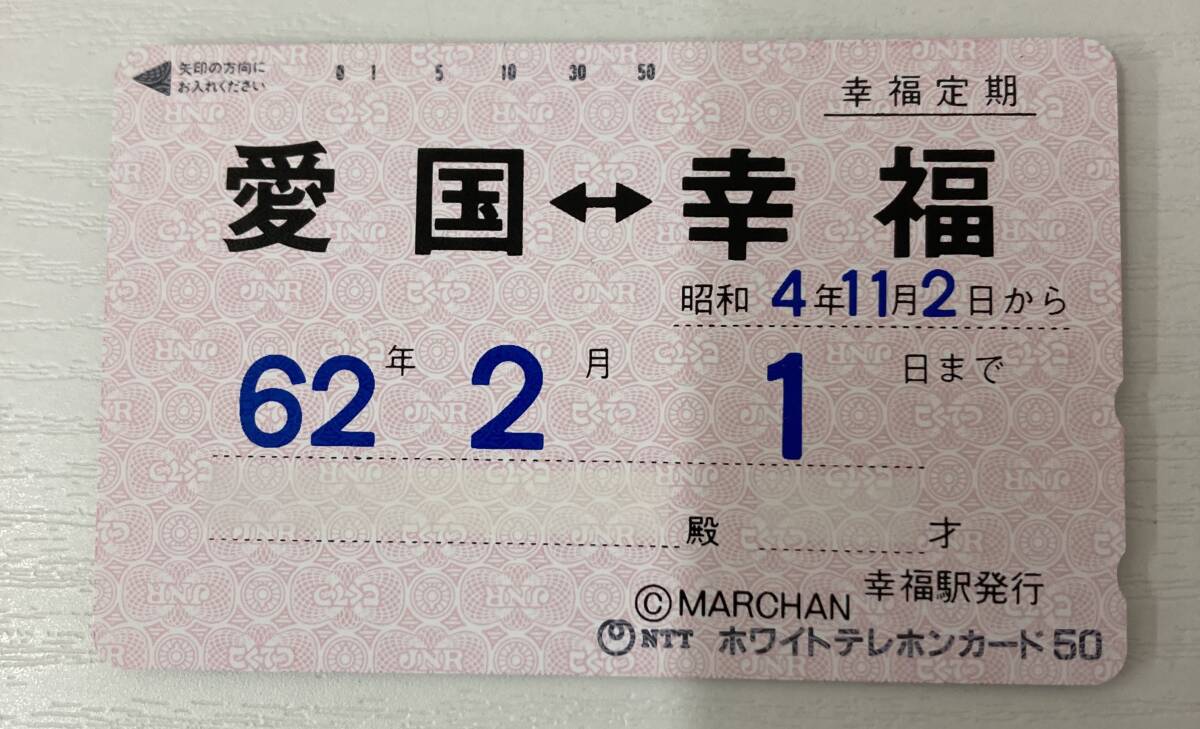 矢印の方向に
お入れください
0 1 5 10 30 50
幸福定期
愛国↔幸福
昭和 4年11月2日から
62年 2月 1日まで
殿 才
幸福駅発行
©MARCHAN
NTT ホワイトテレホンカード50